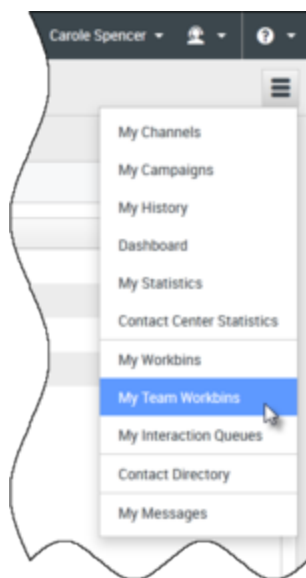 Carole Spencer
My Channels
My Campaigns
My History
Dashboard
My Statistics
Contact Center Statistics
My Workbins
My Team Workbins
My Interaction Queues
Contact Directory
My Messages